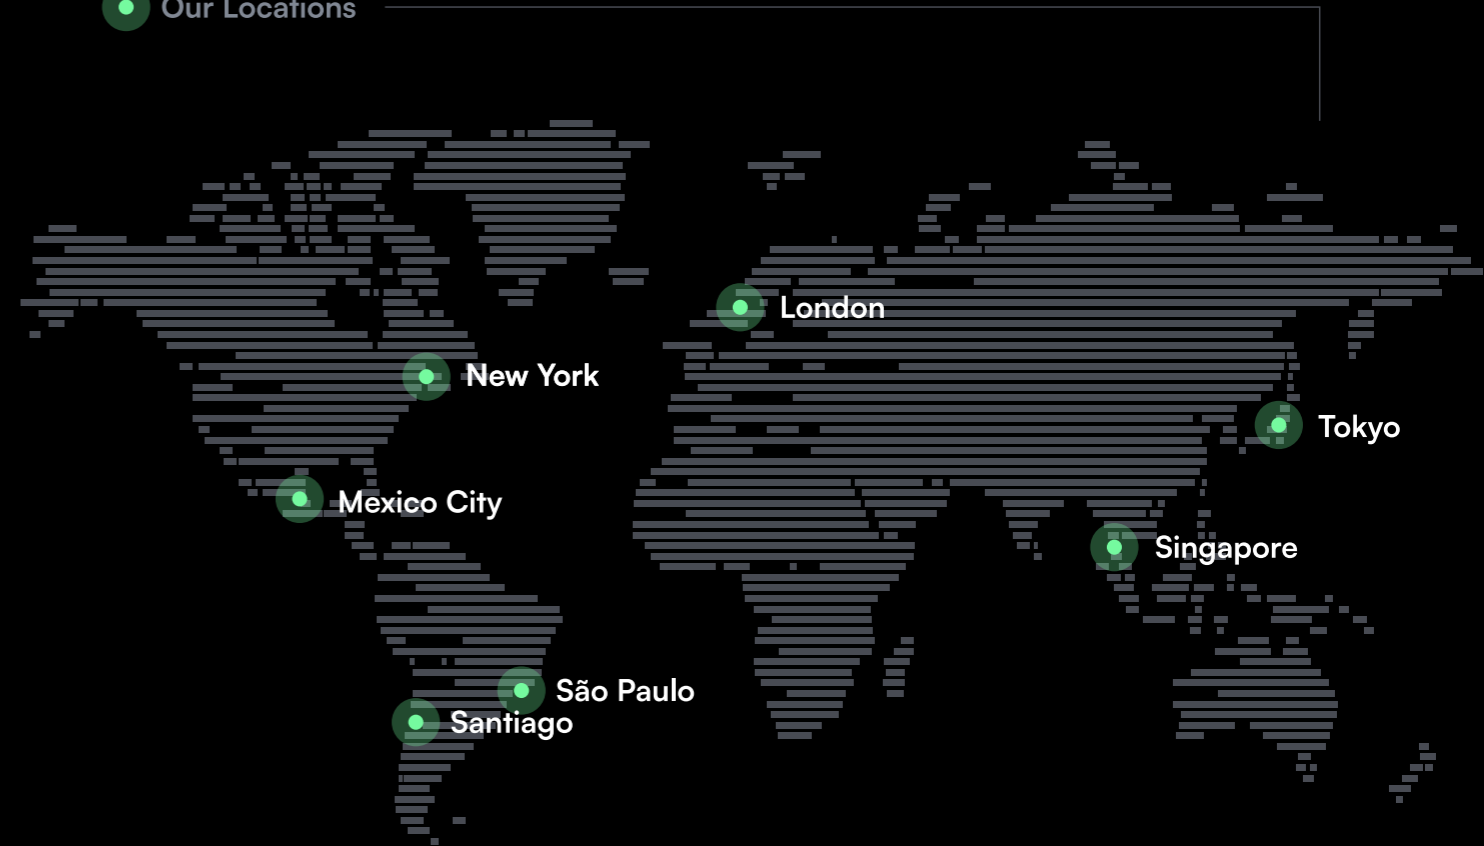 Our Locations
London
New York
Tokyo
Mexico City
Singapore
São Paulo
Santiago